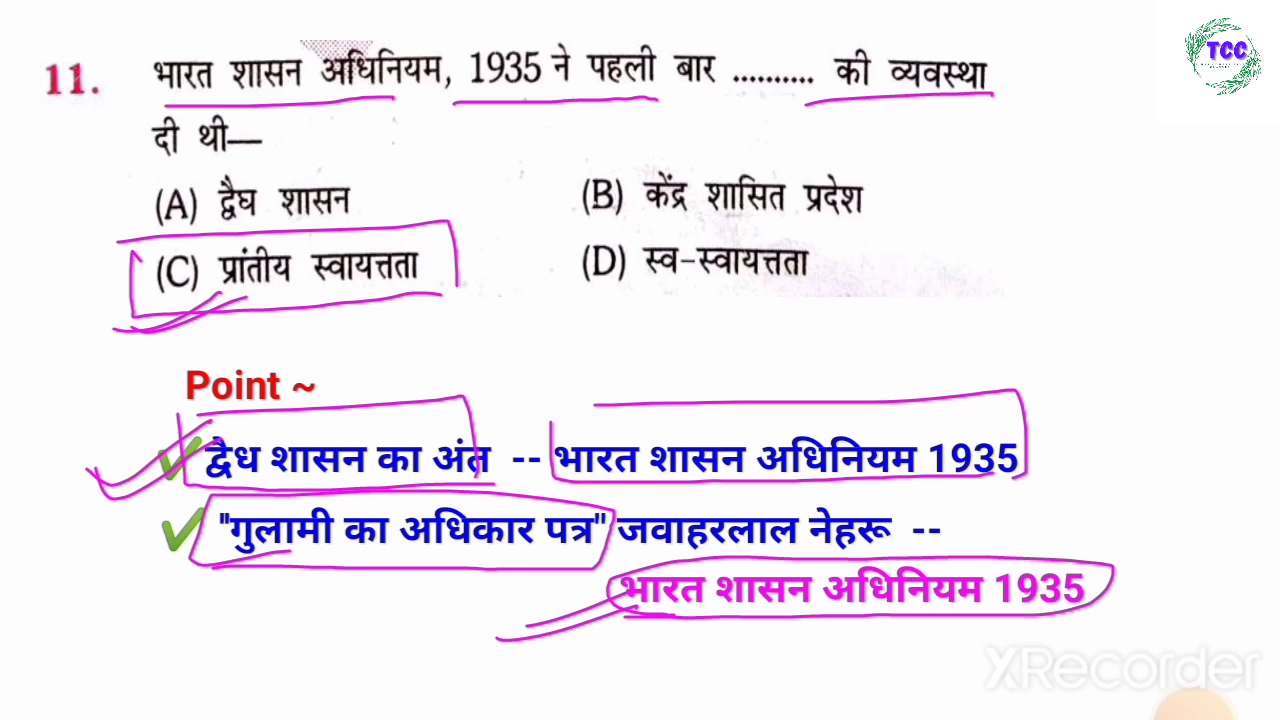 TCC
11. भारत शासन अधिनियम, 1935 ने पहली बार .......... की व्यवस्था
दी थी—
(A) द्वैघ शासन (B) केंद्र शासित प्रदेश
(C) प्रांतीय स्वायत्तता (D) स्व-स्वायत्तता
Point ~
✔ द्वैध शासन का अंत -- भारत शासन अधिनियम 1935
✔ "गुलामी का अधिकार पत्र" जवाहरलाल नेहरू --
भारत शासन अधिनियम 1935
XRecorder